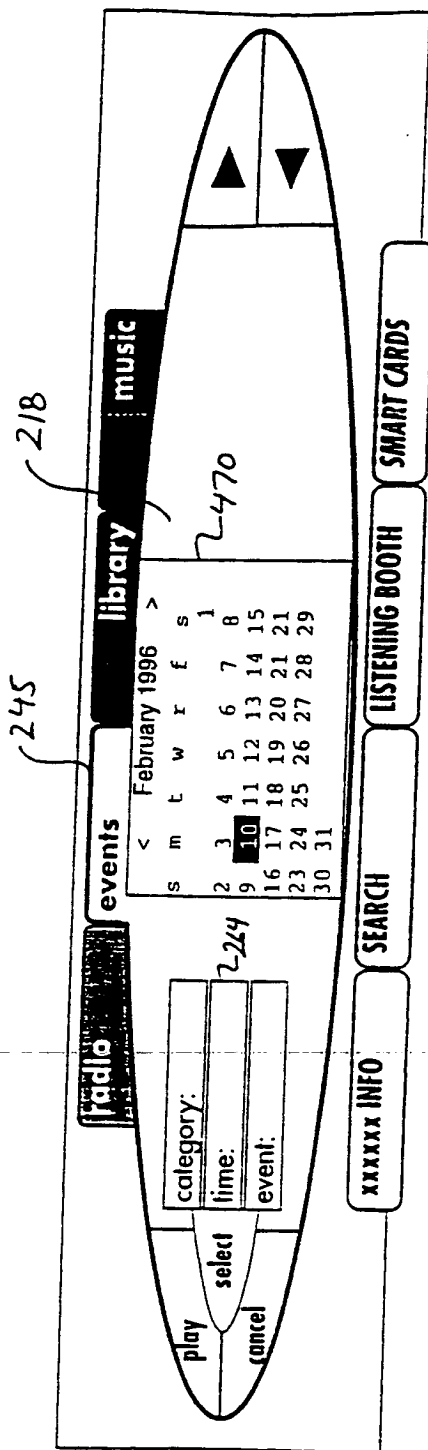 245
218
radio
events
library
music
< February 1996 >
470
s m t w r f s
1
2 3 4 5 6 7 8
9 10 11 12 13 14 15
16 17 18 19 20 21 21
23 24 25 26 27 28 29
30 31
264
play
select
cancel
category:
time:
event:
xxxxxx INFO
SEARCH
LISTENING BOOTH
SMART CARDS